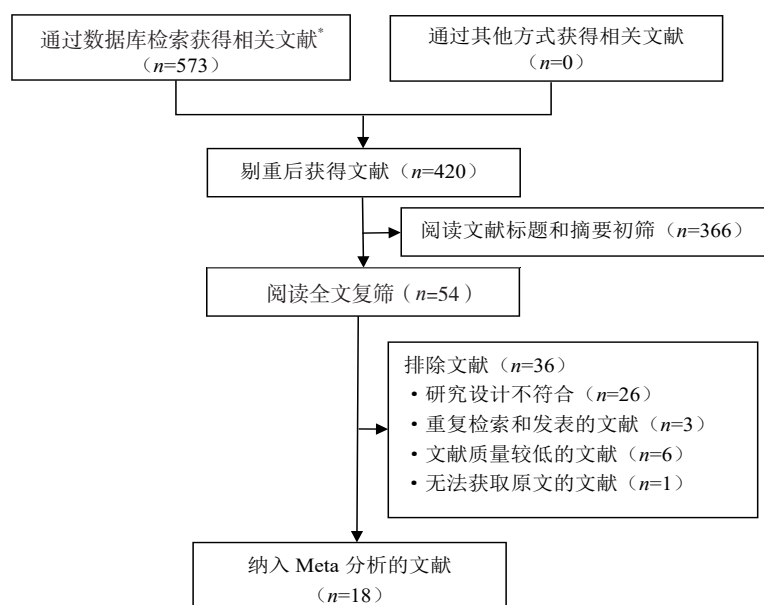 通过数据库检索获得相关文献*
（n=573）
通过其他方式获得相关文献
（n=0）
剔重后获得文献（n=420）
阅读文献标题和摘要初筛（n=366）
阅读全文复筛（n=54）
排除文献（n=36）
• 研究设计不符合（n=26）
• 重复检索和发表的文献（n=3）
• 文献质量较低的文献（n=6）
• 无法获取原文的文献（n=1）
纳入 Meta 分析的文献
（n=18）